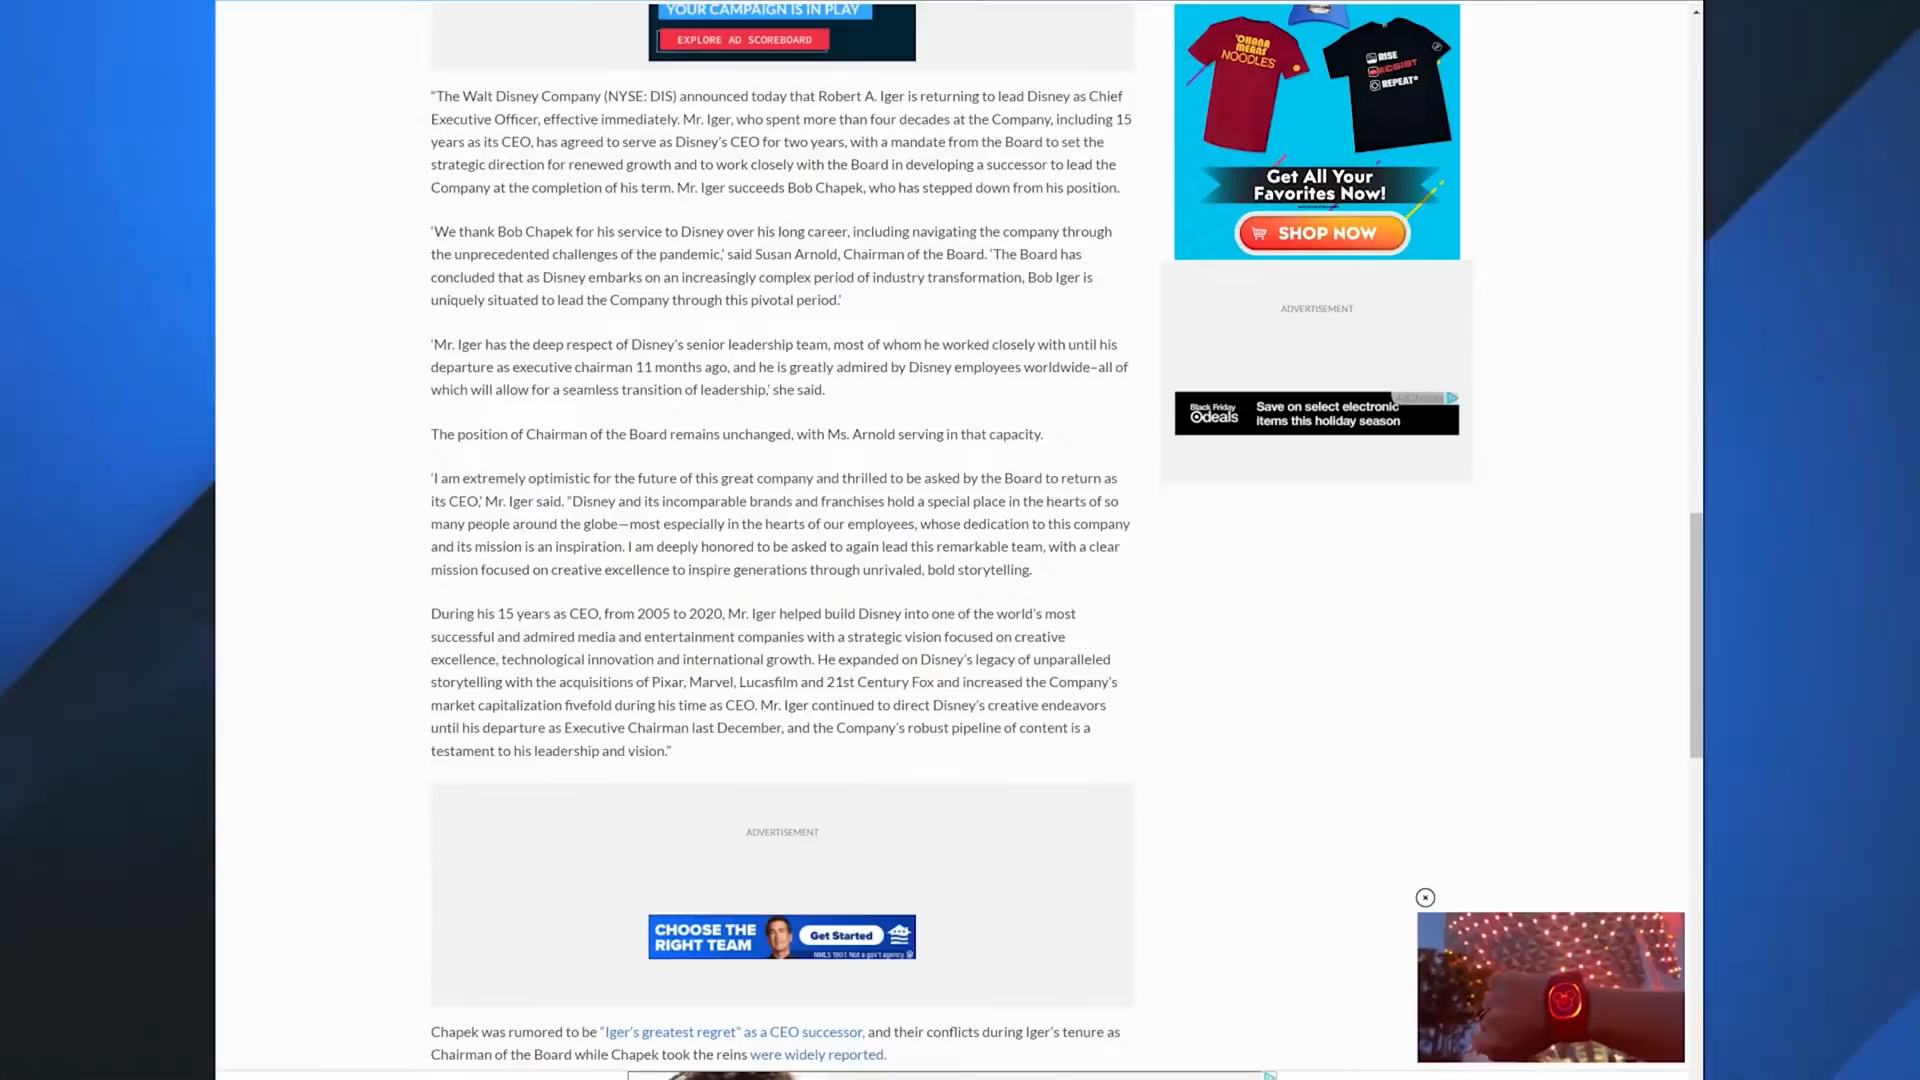 YOUR CAMPAIGN IS IN PLAY
EXPLORE AD SCOREBOARD
“The Walt Disney Company (NYSE: DIS) announced today that Robert A. Iger is returning to lead Disney as Chief
Executive Officer, effective immediately. Mr. Iger, who spent more than four decades at the Company, including 15
years as its CEO, has agreed to serve as Disney’s CEO for two years, with a mandate from the Board to set the
strategic direction for renewed growth and to work closely with the Board in developing a successor to lead the
Company at the completion of his term. Mr. Iger succeeds Bob Chapek, who has stepped down from his position.
‘We thank Bob Chapek for his service to Disney over his long career, including navigating the company through
the unprecedented challenges of the pandemic,’ said Susan Arnold, Chairman of the Board. ‘The Board has
concluded that as Disney embarks on an increasingly complex period of industry transformation, Bob Iger is
uniquely situated to lead the Company through this pivotal period.’
‘Mr. Iger has the deep respect of Disney’s senior leadership team, most of whom he worked closely with until his
departure as executive chairman 11 months ago, and he is greatly admired by Disney employees worldwide–all of
which will allow for a seamless transition of leadership,’ she said.
The position of Chairman of the Board remains unchanged, with Ms. Arnold serving in that capacity.
‘I am extremely optimistic for the future of this great company and thrilled to be asked by the Board to return as
its CEO,’ Mr. Iger said. “Disney and its incomparable brands and franchises hold a special place in the hearts of so
many people around the globe—most especially in the hearts of our employees, whose dedication to this company
and its mission is an inspiration. I am deeply honored to be asked to again lead this remarkable team, with a clear
mission focused on creative excellence to inspire generations through unrivaled, bold storytelling.
During his 15 years as CEO, from 2005 to 2020, Mr. Iger helped build Disney into one of the world’s most
successful and admired media and entertainment companies with a strategic vision focused on creative
excellence, technological innovation and international growth. He expanded on Disney’s legacy of unparalleled
storytelling with the acquisitions of Pixar, Marvel, Lucasfilm and 21st Century Fox and increased the Company’s
market capitalization fivefold during his time as CEO. Mr. Iger continued to direct Disney’s creative endeavors
until his departure as Executive Chairman last December, and the Company’s robust pipeline of content is a
testament to his leadership and vision.”
ADVERTISEMENT
CHOOSE THE
RIGHT TEAM
Get Started
NMLS 1907. Not a gov't agency.
Chapek was rumored to be “Iger’s greatest regret” as a CEO successor, and their conflicts during Iger’s tenure as
Chairman of the Board while Chapek took the reins were widely reported.
'OHANA
MEANS
NOODLES
RISE
RESIST
REPEAT*
Get All Your
Favorites Now!
SHOP NOW
ADVERTISEMENT
AdChoices
Black Friday
deals
Save on select electronic
items this holiday season